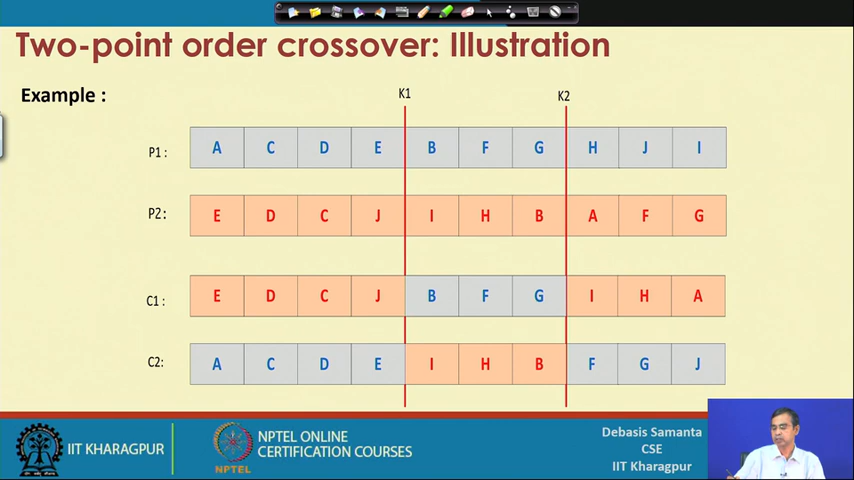 Two-point order crossover: Illustration
Example :
K1
K2
P1 :
A C D E B F G H J I
P2:
E D C J I H B A F G
C1 :
E D C J B F G I H A
C2:
A C D E I H B F G J
IIT KHARAGPUR
NPTEL
NPTEL ONLINE
CERTIFICATION COURSES
Debasis Samanta
CSE
IIT Kharagpur